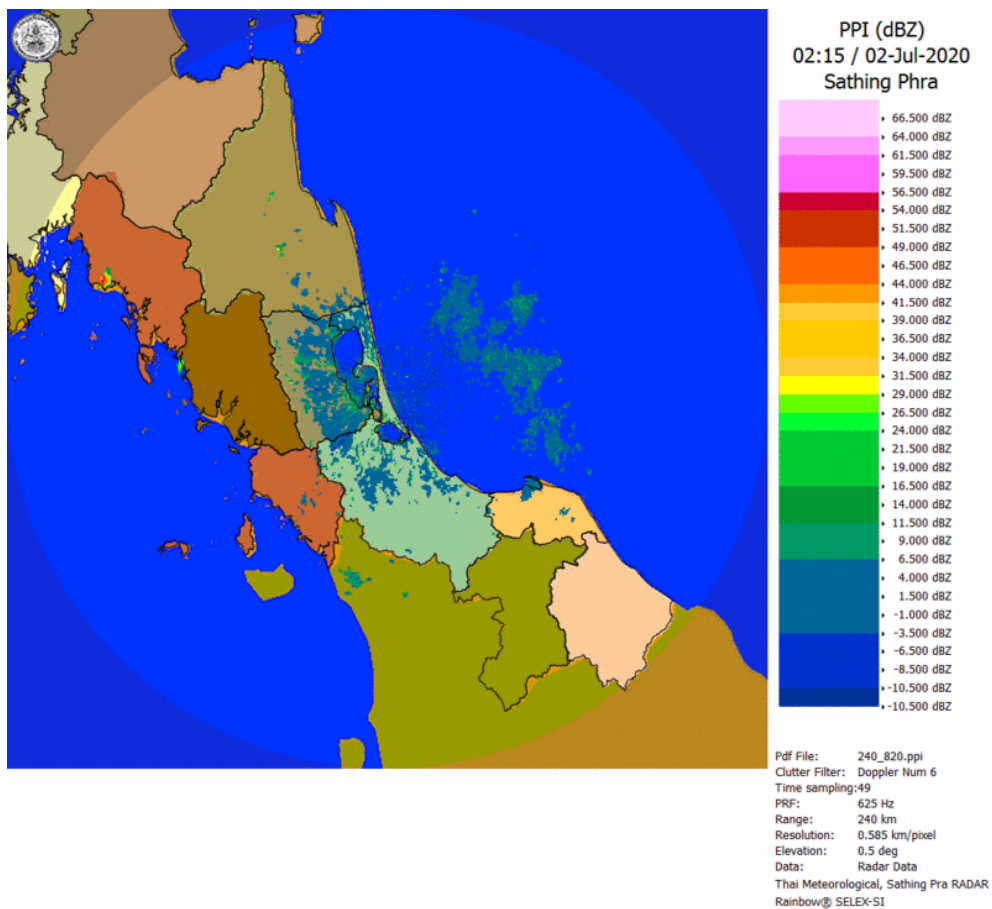 PPI (dBZ)
02:15 / 02-Jul-2020
Sathing Phra
66.500 dBZ
64.000 dBZ
61.500 dBZ
59.500 dBZ
56.500 dBZ
54.000 dBZ
51.500 dBZ
49.000 dBZ
46.500 dBZ
44.000 dBZ
41.500 dBZ
39.000 dBZ
36.500 dBZ
34.000 dBZ
31.500 dBZ
29.000 dBZ
26.500 dBZ
24.000 dBZ
21.500 dBZ
19.000 dBZ
16.500 dBZ
14.000 dBZ
11.500 dBZ
9.000 dBZ
6.500 dBZ
4.000 dBZ
1.500 dBZ
-1.000 dBZ
-3.500 dBZ
-6.500 dBZ
-8.500 dBZ
-10.500 dBZ
-10.500 dBZ
Pdf File: 240_820.ppi
Clutter Filter: Doppler Num 6
Time sampling:49
PRF: 625 Hz
Range: 240 km
Resolution: 0.585 km/pixel
Elevation: 0.5 deg
Data: Radar Data
Thai Meteorological, Sathing Pra RADAR
Rainbow® SELEX-SI